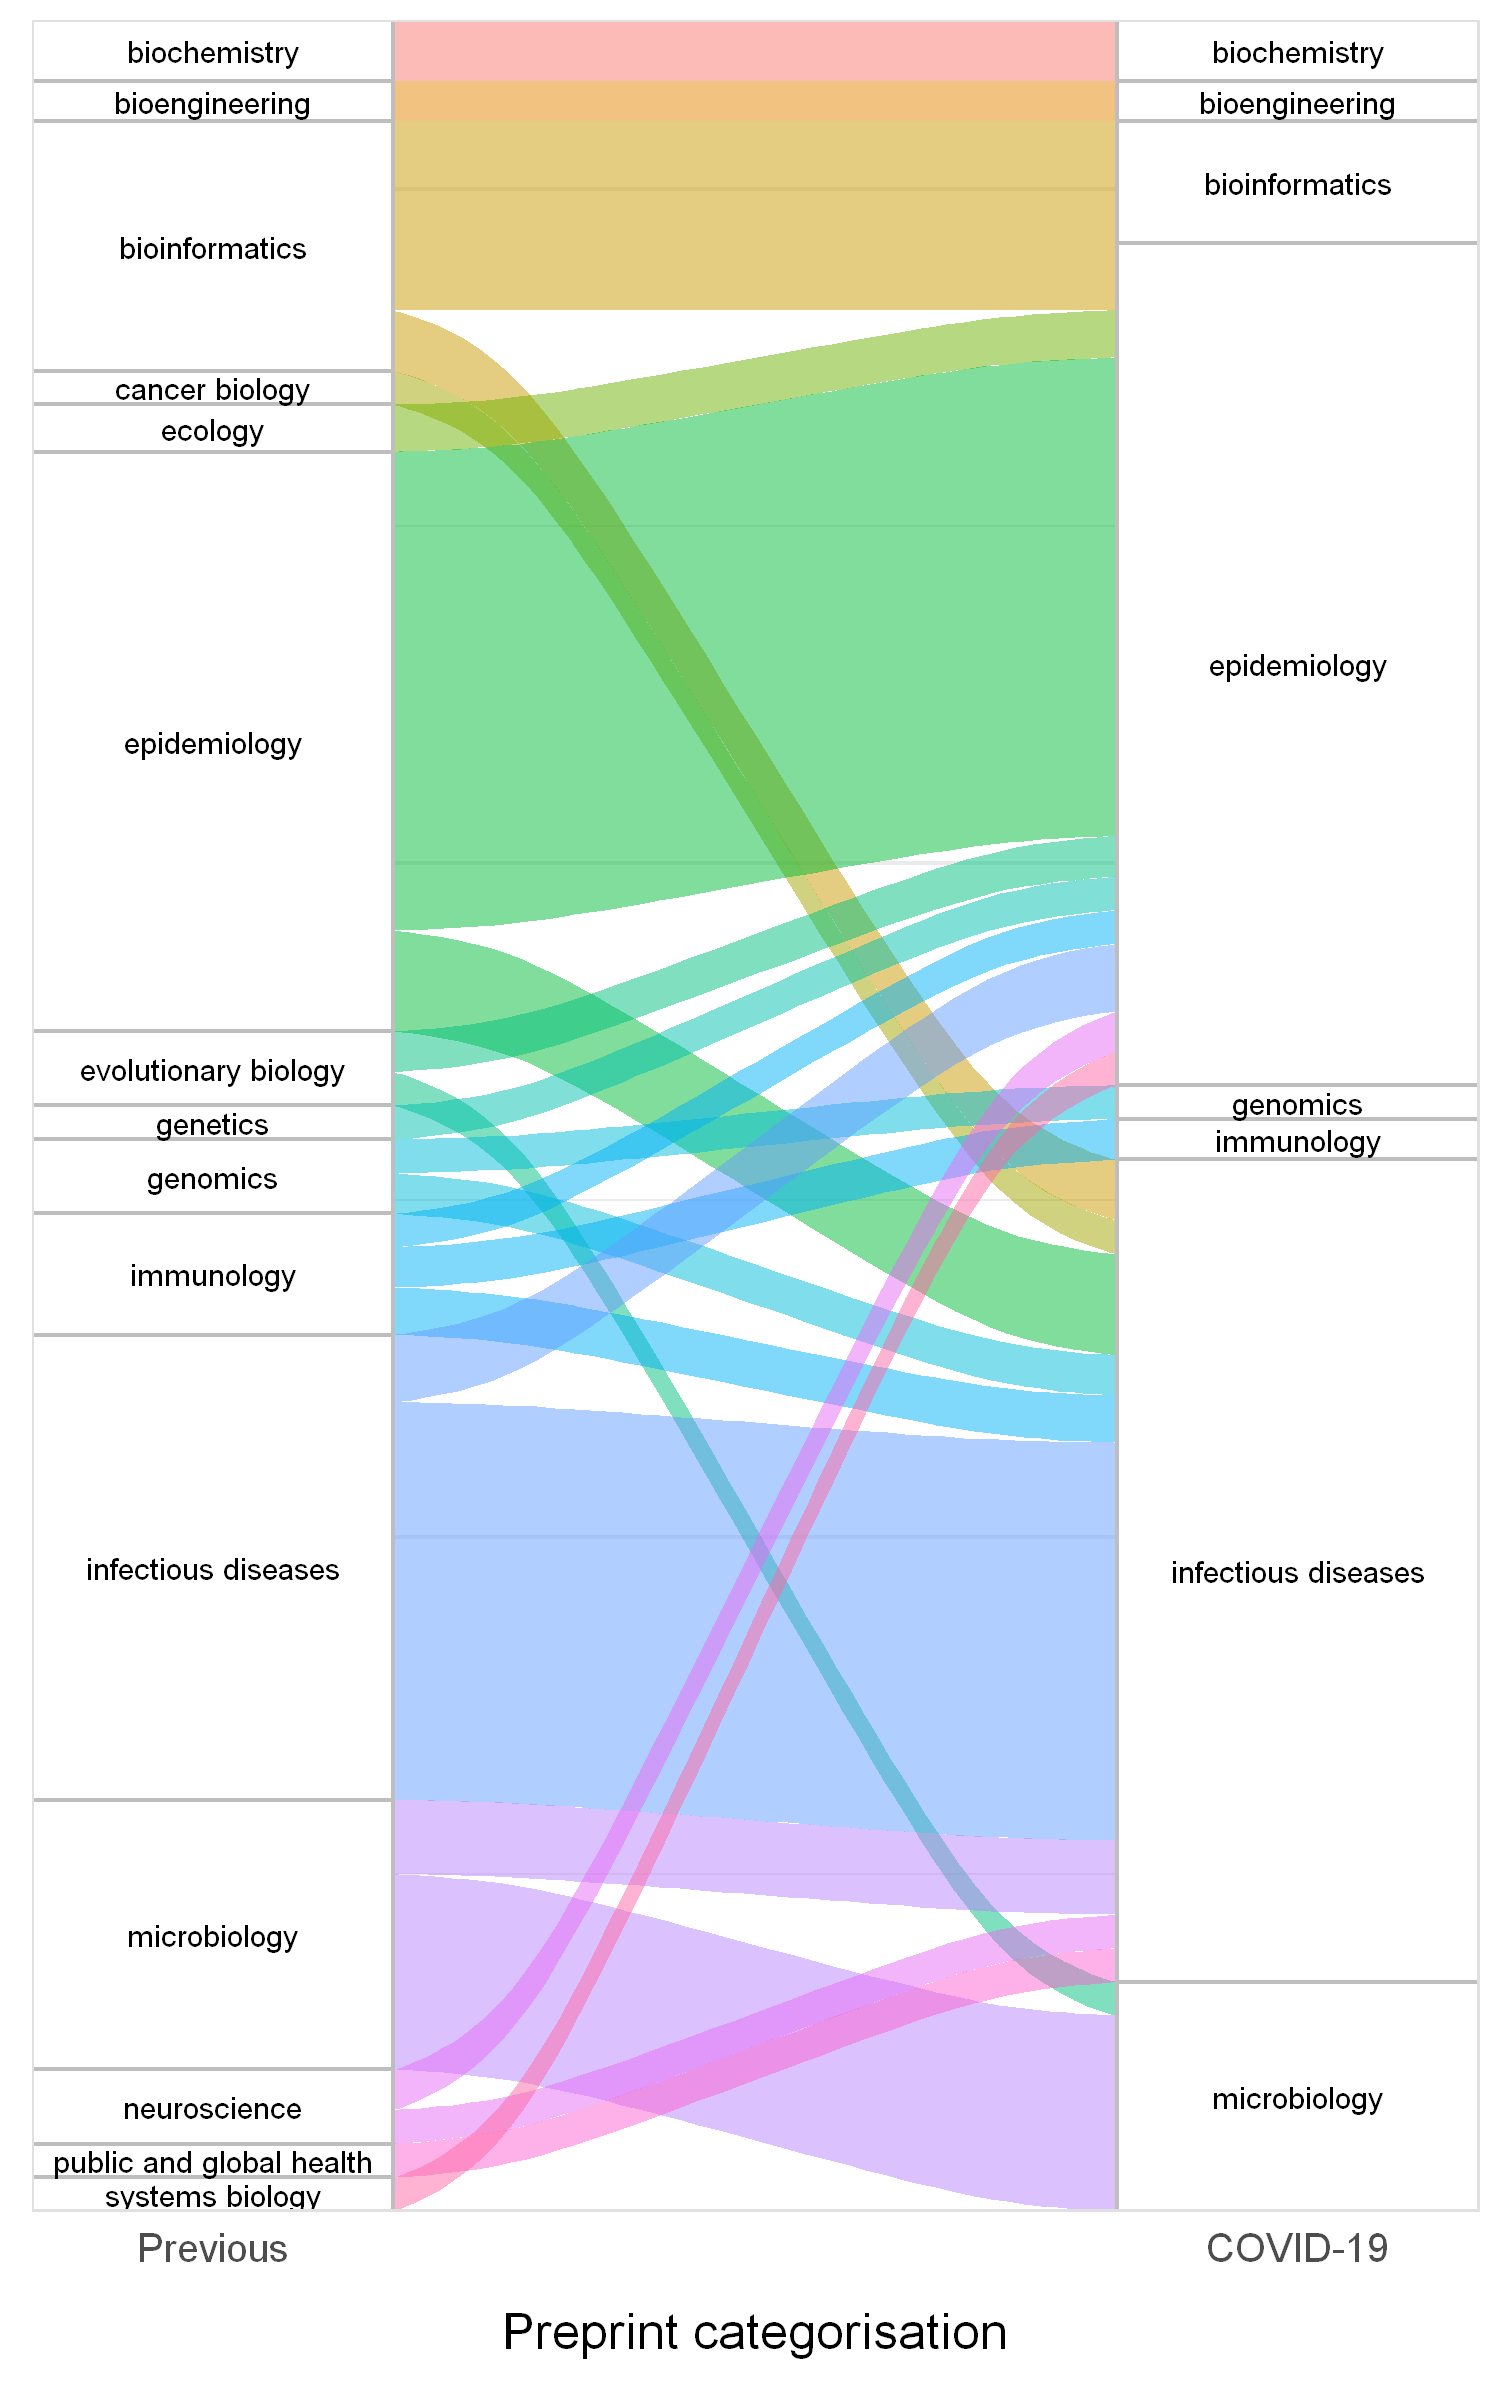 biochemistry
bioengineering
bioinformatics
cancer biology
ecology
epidemiology
evolutionary biology
genetics
genomics
immunology
infectious diseases
microbiology
neuroscience
public and global health
systems biology
Previous
biochemistry
bioengineering
bioinformatics
epidemiology
genomics
immunology
infectious diseases
microbiology
COVID-19
Preprint categorisation